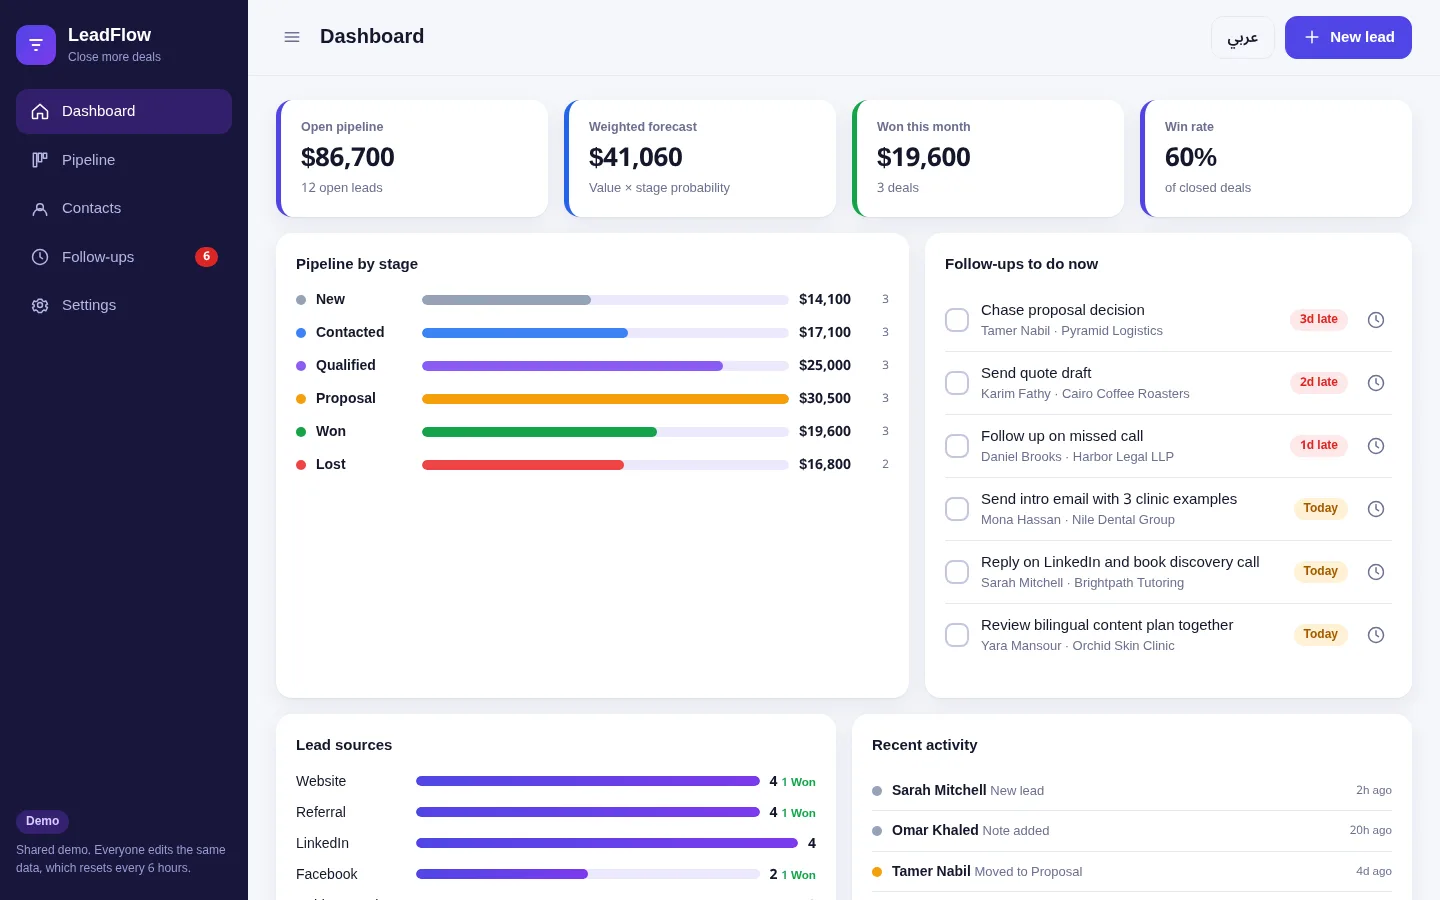 LeadFlow
Close more deals
Dashboard
Pipeline
Contacts
Follow-ups 6
Settings
Demo
Shared demo. Everyone edits the same
data, which resets every 6 hours.
Dashboard
عربي
New lead
Open pipeline
$86,700
12 open leads
Weighted forecast
$41,060
Value × stage probability
Won this month
$19,600
3 deals
Win rate
60%
of closed deals
Pipeline by stage
New $14,100 3
Contacted $17,100 3
Qualified $25,000 3
Proposal $30,500 3
Won $19,600 3
Lost $16,800 2
Follow-ups to do now
Chase proposal decision
Tamer Nabil · Pyramid Logistics
3d late
Send quote draft
Karim Fathy · Cairo Coffee Roasters
2d late
Follow up on missed call
Daniel Brooks · Harbor Legal LLP
1d late
Send intro email with 3 clinic examples
Mona Hassan · Nile Dental Group
Today
Reply on LinkedIn and book discovery call
Sarah Mitchell · Brightpath Tutoring
Today
Review bilingual content plan together
Yara Mansour · Orchid Skin Clinic
Today
Lead sources
Website 4 1 Won
Referral 4 1 Won
LinkedIn 4
Facebook 2 1 Won
Recent activity
Sarah Mitchell New lead 2h ago
Omar Khaled Note added 20h ago
Tamer Nabil Moved to Proposal 4d ago